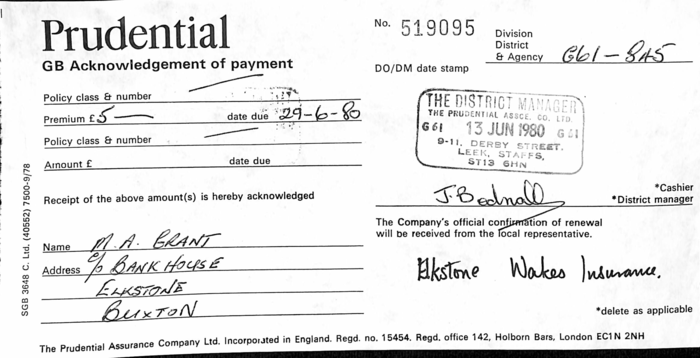 Prudential
GB Acknowledgement of payment
Policy class & number
Premium £ 5 — date due 29-6-80
Policy class & number
Amount £ date due
Receipt of the above amount(s) is hereby acknowledged
Name M. A. GRANT
Address c/o BANK HOUSE
ELKSTONE
BUXTON
SGB 3648 C. Ltd. (40552) 7500-9/78
No. 519095
Division
District
& Agency G61 - 8A5
DO/DM date stamp
THE DISTRICT MANAGER
THE PRUDENTIAL ASSCE. CO. LTD.
G 61 13 JUN 1980 G 61
9-11, DERBY STREET.
LEEK, STAFFS,
ST13 6HN
J. Bednall
*Cashier
*District manager
The Company's official confirmation of renewal
will be received from the local representative.
Elkstone Wakes Insurance.
*delete as applicable
The Prudential Assurance Company Ltd. Incorporated in England. Regd. no. 15454. Regd. office 142, Holborn Bars, London EC1N 2NH